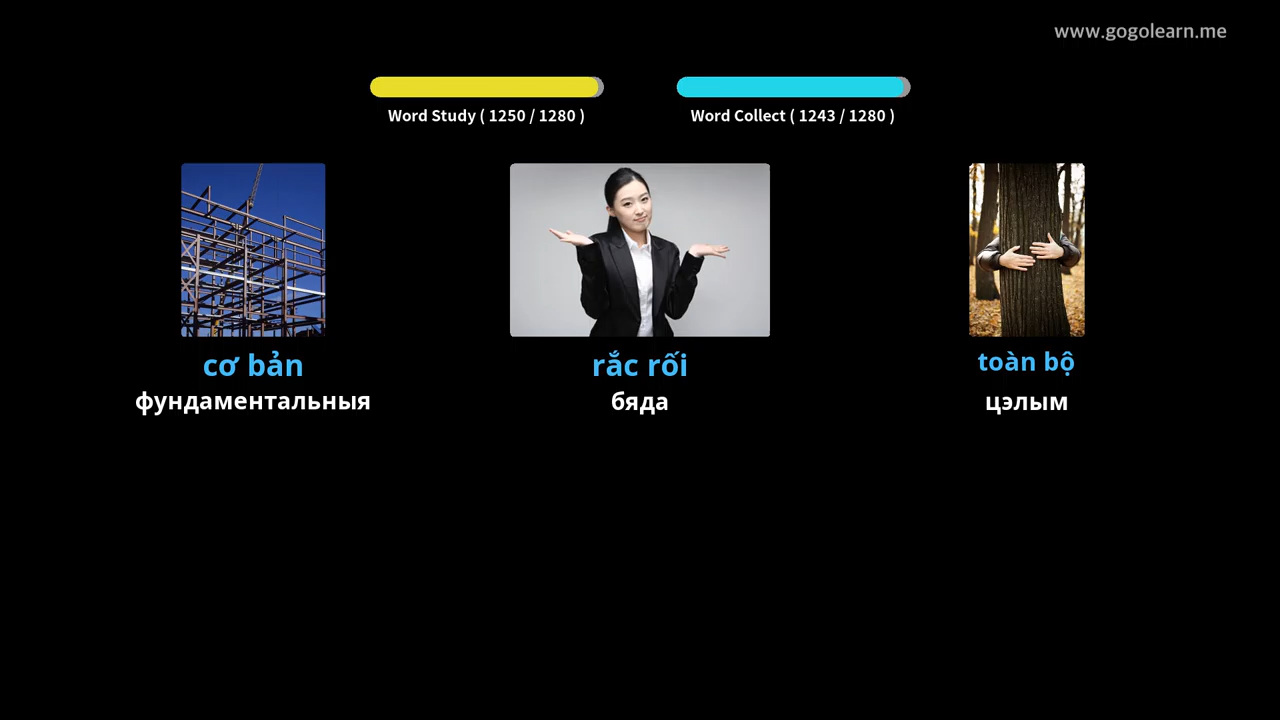 www.gogolearn.me
Word Study ( 1250 / 1280 )
Word Collect ( 1243 / 1280 )
cơ bản
rắc rối
toàn bộ
фундаментальныя
бяда
цэлым